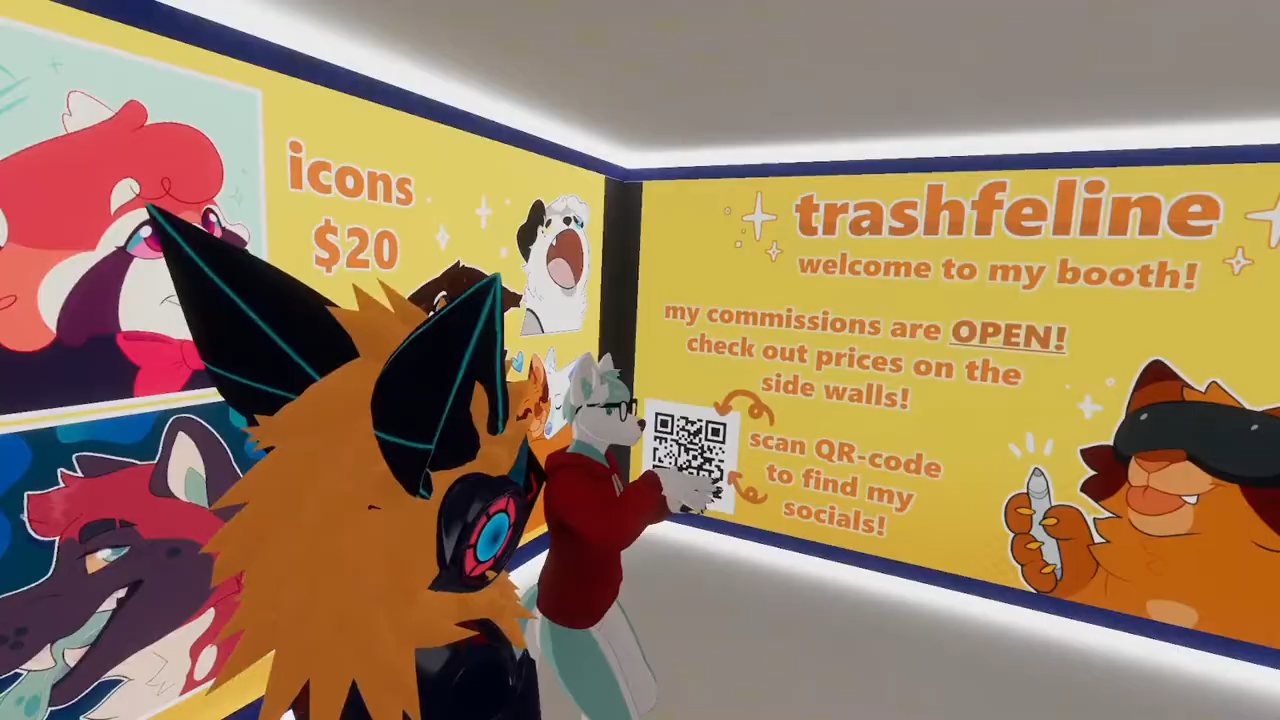 icons
$20
trashfeline
welcome to my booth!
my commissions are OPEN!
check out prices on the
side walls!
scan QR-code
to find my
socials!